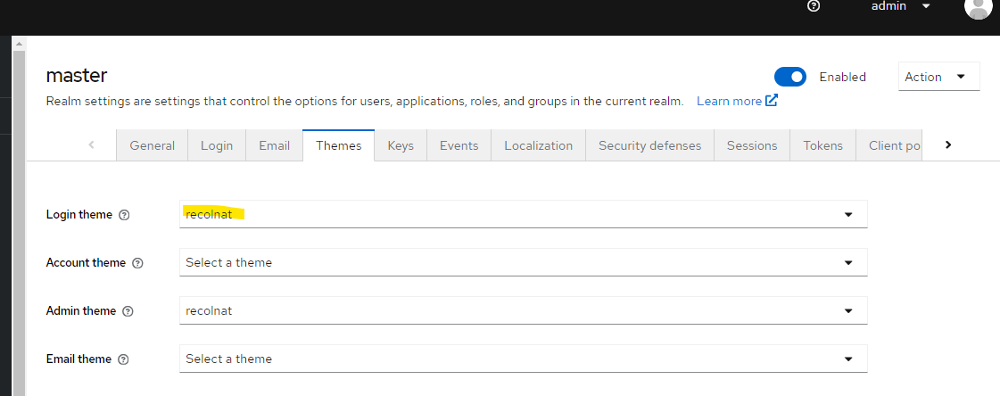 admin
master
Enabled
Action
Realm settings are settings that control the options for users, applications, roles, and groups in the current realm. Learn more
General Login Email Themes Keys Events Localization Security defenses Sessions Tokens Client po
Login theme recolnat
Account theme Select a theme
Admin theme recolnat
Email theme Select a theme